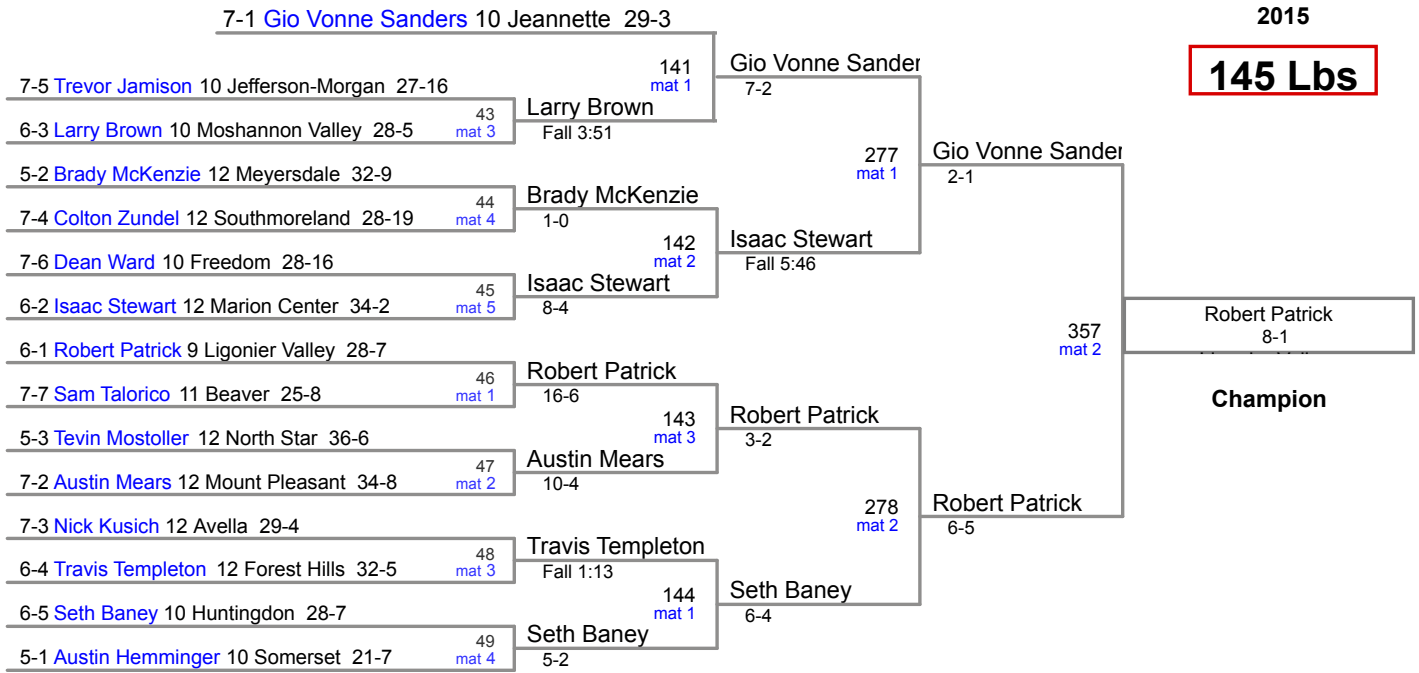 7-1 Gio Vonne Sanders 10 Jeannette 29-3
2015
145 Lbs
141
mat 1
Gio Vonne Sander
7-2
7-5 Trevor Jamison 10 Jefferson-Morgan 27-16
43
mat 3
Larry Brown
Fall 3:51
6-3 Larry Brown 10 Moshannon Valley 28-5
277
mat 1
Gio Vonne Sander
2-1
5-2 Brady McKenzie 12 Meyersdale 32-9
44
mat 4
Brady McKenzie
1-0
7-4 Colton Zundel 12 Southmoreland 28-19
142
mat 2
Isaac Stewart
Fall 5:46
7-6 Dean Ward 10 Freedom 28-16
45
mat 5
Isaac Stewart
8-4
6-2 Isaac Stewart 12 Marion Center 34-2
357
mat 2
Robert Patrick
8-1
Champion
6-1 Robert Patrick 9 Ligonier Valley 28-7
46
mat 1
Robert Patrick
16-6
7-7 Sam Talorico 11 Beaver 25-8
143
mat 3
Robert Patrick
3-2
5-3 Tevin Mostoller 12 North Star 36-6
47
mat 2
Austin Mears
10-4
7-2 Austin Mears 12 Mount Pleasant 34-8
278
mat 2
Robert Patrick
6-5
7-3 Nick Kusich 12 Avella 29-4
48
mat 3
Travis Templeton
Fall 1:13
6-4 Travis Templeton 12 Forest Hills 32-5
144
mat 1
Seth Baney
6-4
6-5 Seth Baney 10 Huntingdon 28-7
49
mat 4
Seth Baney
5-2
5-1 Austin Hemminger 10 Somerset 21-7